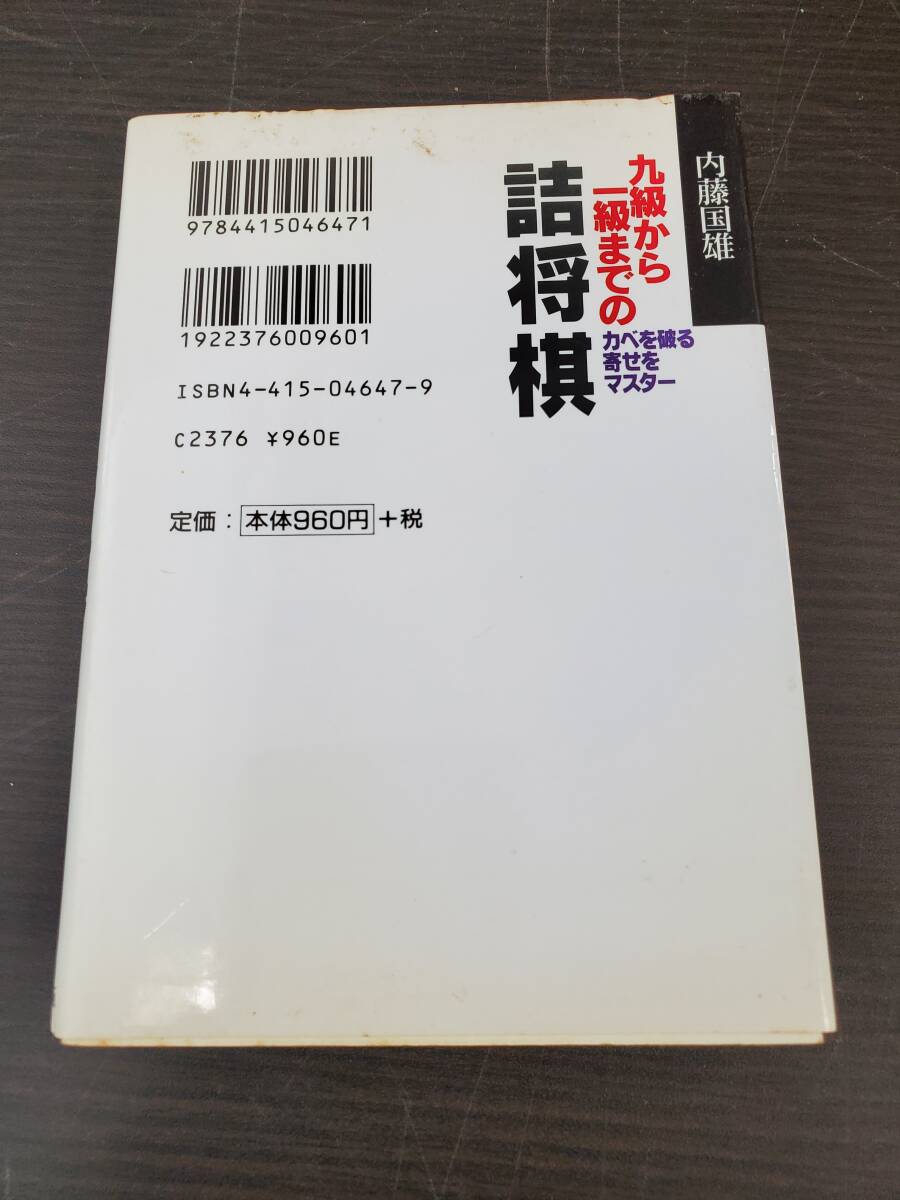 内藤国雄
九級から
一級までの
詰将棋
カベを破る
寄せを
マスター
9784415046471
1922376009601
ISBN4-415-04647-9
C2376 ¥960E
定価:本体960円+税